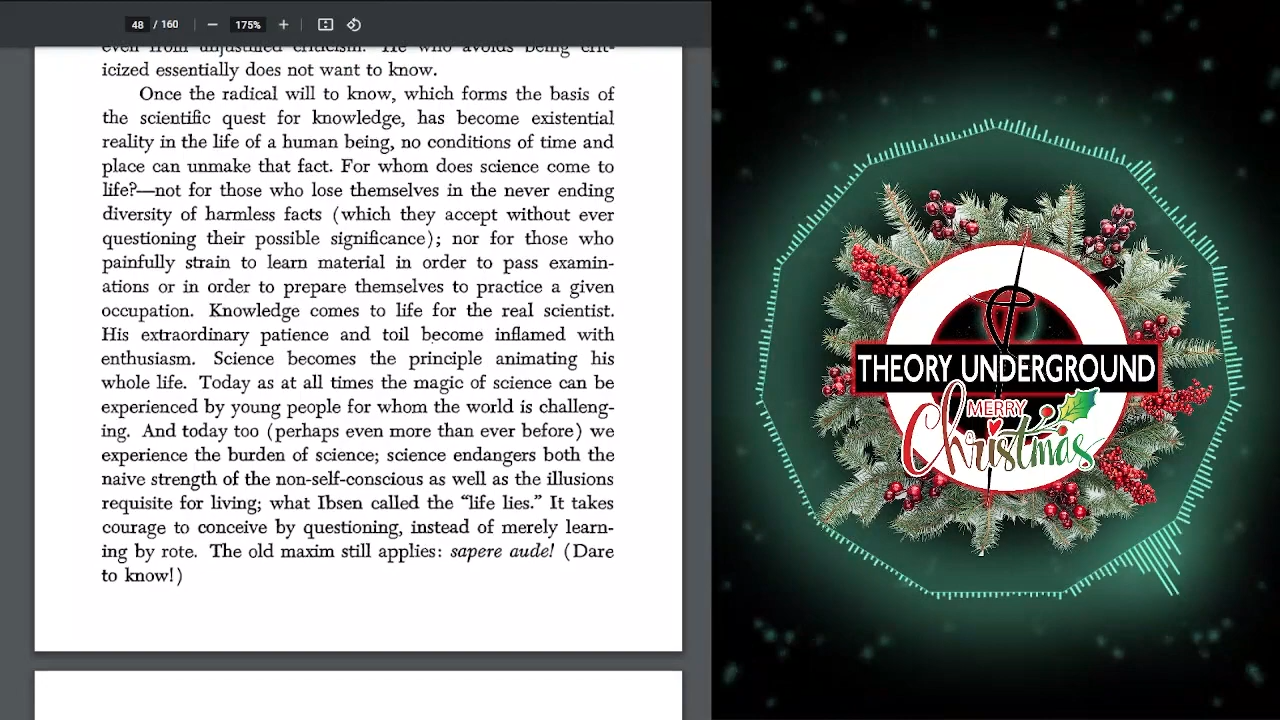 48 / 160
175%
even from unjustified criticism. He who avoids being crit-
icized essentially does not want to know.
Once the radical will to know, which forms the basis of
the scientific quest for knowledge, has become existential
reality in the life of a human being, no conditions of time and
place can unmake that fact. For whom does science come to
life?—not for those who lose themselves in the never ending
diversity of harmless facts (which they accept without ever
questioning their possible significance); nor for those who
painfully strain to learn material in order to pass examin-
ations or in order to prepare themselves to practice a given
occupation. Knowledge comes to life for the real scientist.
His extraordinary patience and toil become inflamed with
enthusiasm. Science becomes the principle animating his
whole life. Today as at all times the magic of science can be
experienced by young people for whom the world is challeng-
ing. And today too (perhaps even more than ever before) we
experience the burden of science; science endangers both the
naive strength of the non-self-conscious as well as the illusions
requisite for living; what Ibsen called the “life lies.” It takes
courage to conceive by questioning, instead of merely learn-
ing by rote. The old maxim still applies: sapere aude! (Dare
to know!)
THEORY UNDERGROUND
MERRY
Christmas